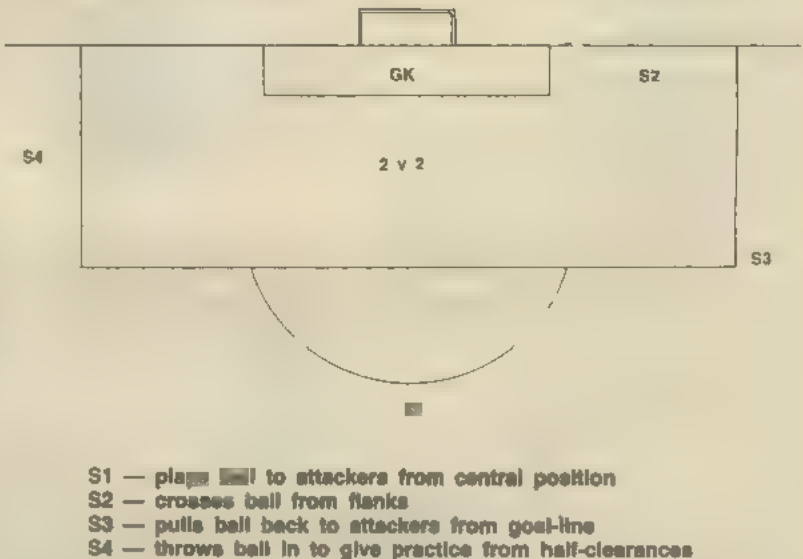 GK
S2
S4
2 v 2
S3
S1 — to attackers from central position
S2 — crosses ball from flanks
S3 — pulls ball back to attackers from goal-line
S4 — throws ball in to give practice from half-clearances